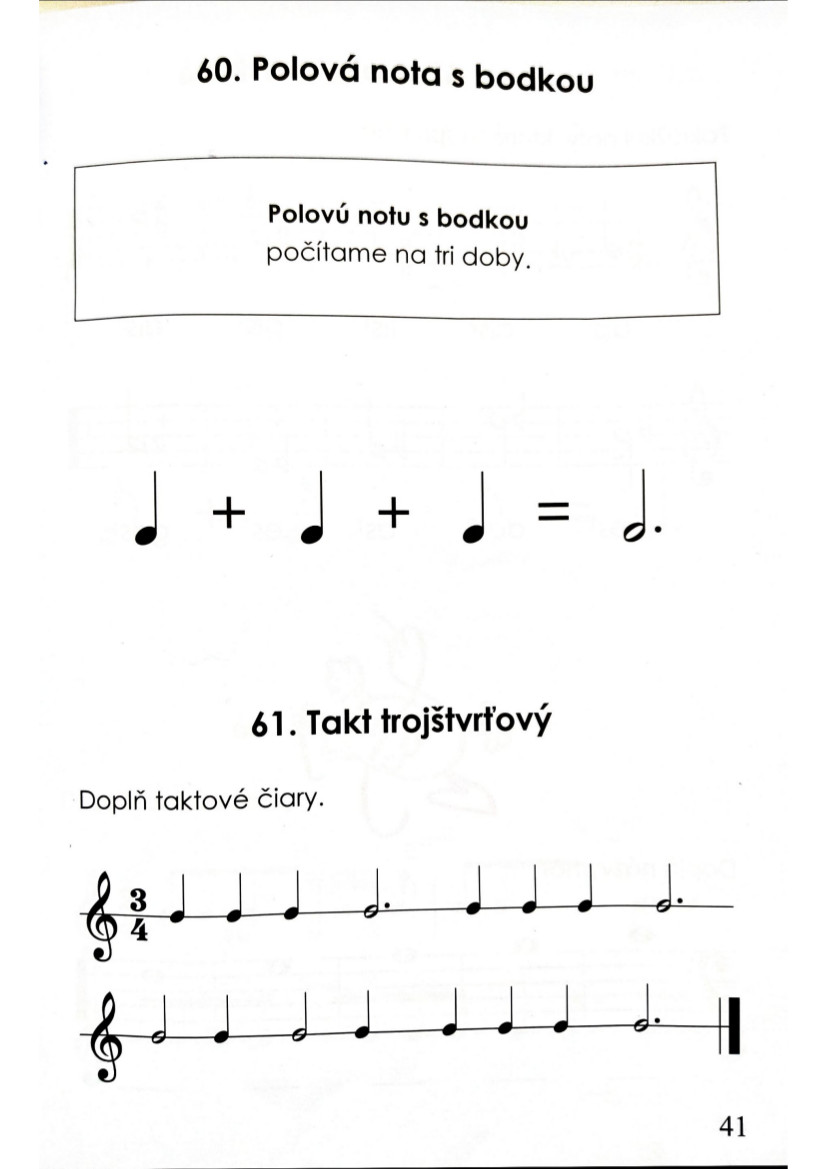 60. Polová nota s bodkou
Polovú notu s bodkou
počítame na tri doby.
+ + =
61. Takt trojštvrťový
Doplň taktové čiary.
3
4
41